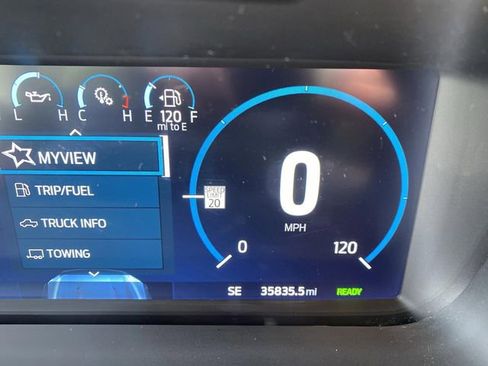 L H C H E F
120
mi to E
MYVIEW
TRIP/FUEL
TRUCK INFO
TOWING
SPEED
LIMIT
20
0
MPH
0 120
SE 35835.5 mi READY